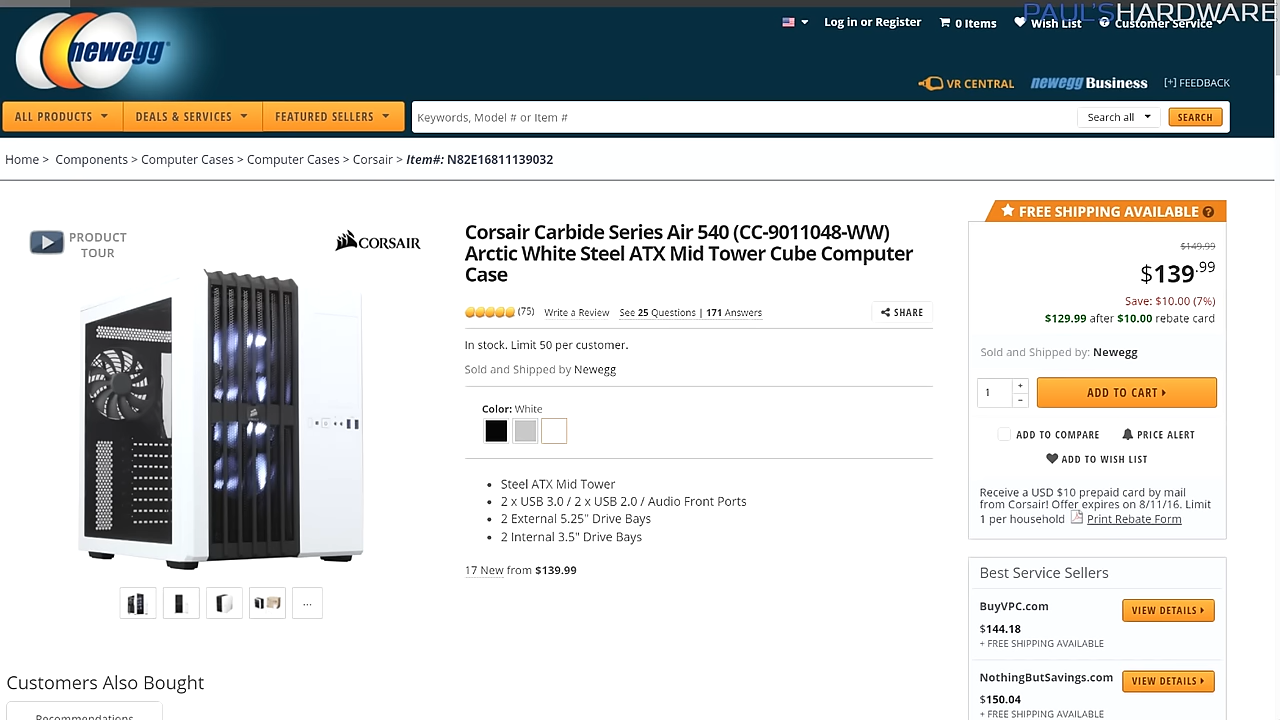 PAUL'SHARDWARE
newegg
Log in or Register
0 Items
Wish List
Customer Service
VR CENTRAL
newegg Business
[+] FEEDBACK
ALL PRODUCTS
DEALS & SERVICES
FEATURED SELLERS
Keywords, Model # or Item #
Search all
SEARCH
Home > Components > Computer Cases > Computer Cases > Corsair > Item#: N82E16811139032
PRODUCT
TOUR
CORSAIR
Corsair Carbide Series Air 540 (CC-9011048-WW)
Arctic White Steel ATX Mid Tower Cube Computer
Case
(75) Write a Review See 25 Questions | 171 Answers
SHARE
In stock. Limit 50 per customer.
Sold and Shipped by Newegg
Color: White
• Steel ATX Mid Tower
• 2 x USB 3.0 / 2 x USB 2.0 / Audio Front Ports
• 2 External 5.25" Drive Bays
• 2 Internal 3.5" Drive Bays
17 New from $139.99
...
FREE SHIPPING AVAILABLE ?
$149.99
$139.99
Save: $10.00 (7%)
$129.99 after $10.00 rebate card
Sold and Shipped by: Newegg
1
+
-
ADD TO CART
ADD TO COMPARE
PRICE ALERT
ADD TO WISH LIST
Receive a USD $10 prepaid card by mail
from Corsair! Offer expires on 8/11/16. Limit
1 per household Print Rebate Form
Best Service Sellers
BuyVPC.com
VIEW DETAILS
$144.18
+ FREE SHIPPING AVAILABLE
NothingButSavings.com
VIEW DETAILS
$150.04
+ FREE SHIPPING AVAILABLE
Customers Also Bought
Recommendations